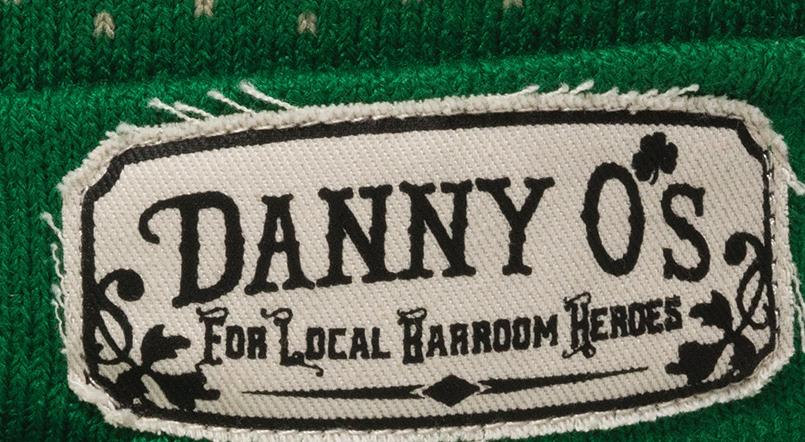 DANNY O'S
FOR LOCAL BARROOM HEROES